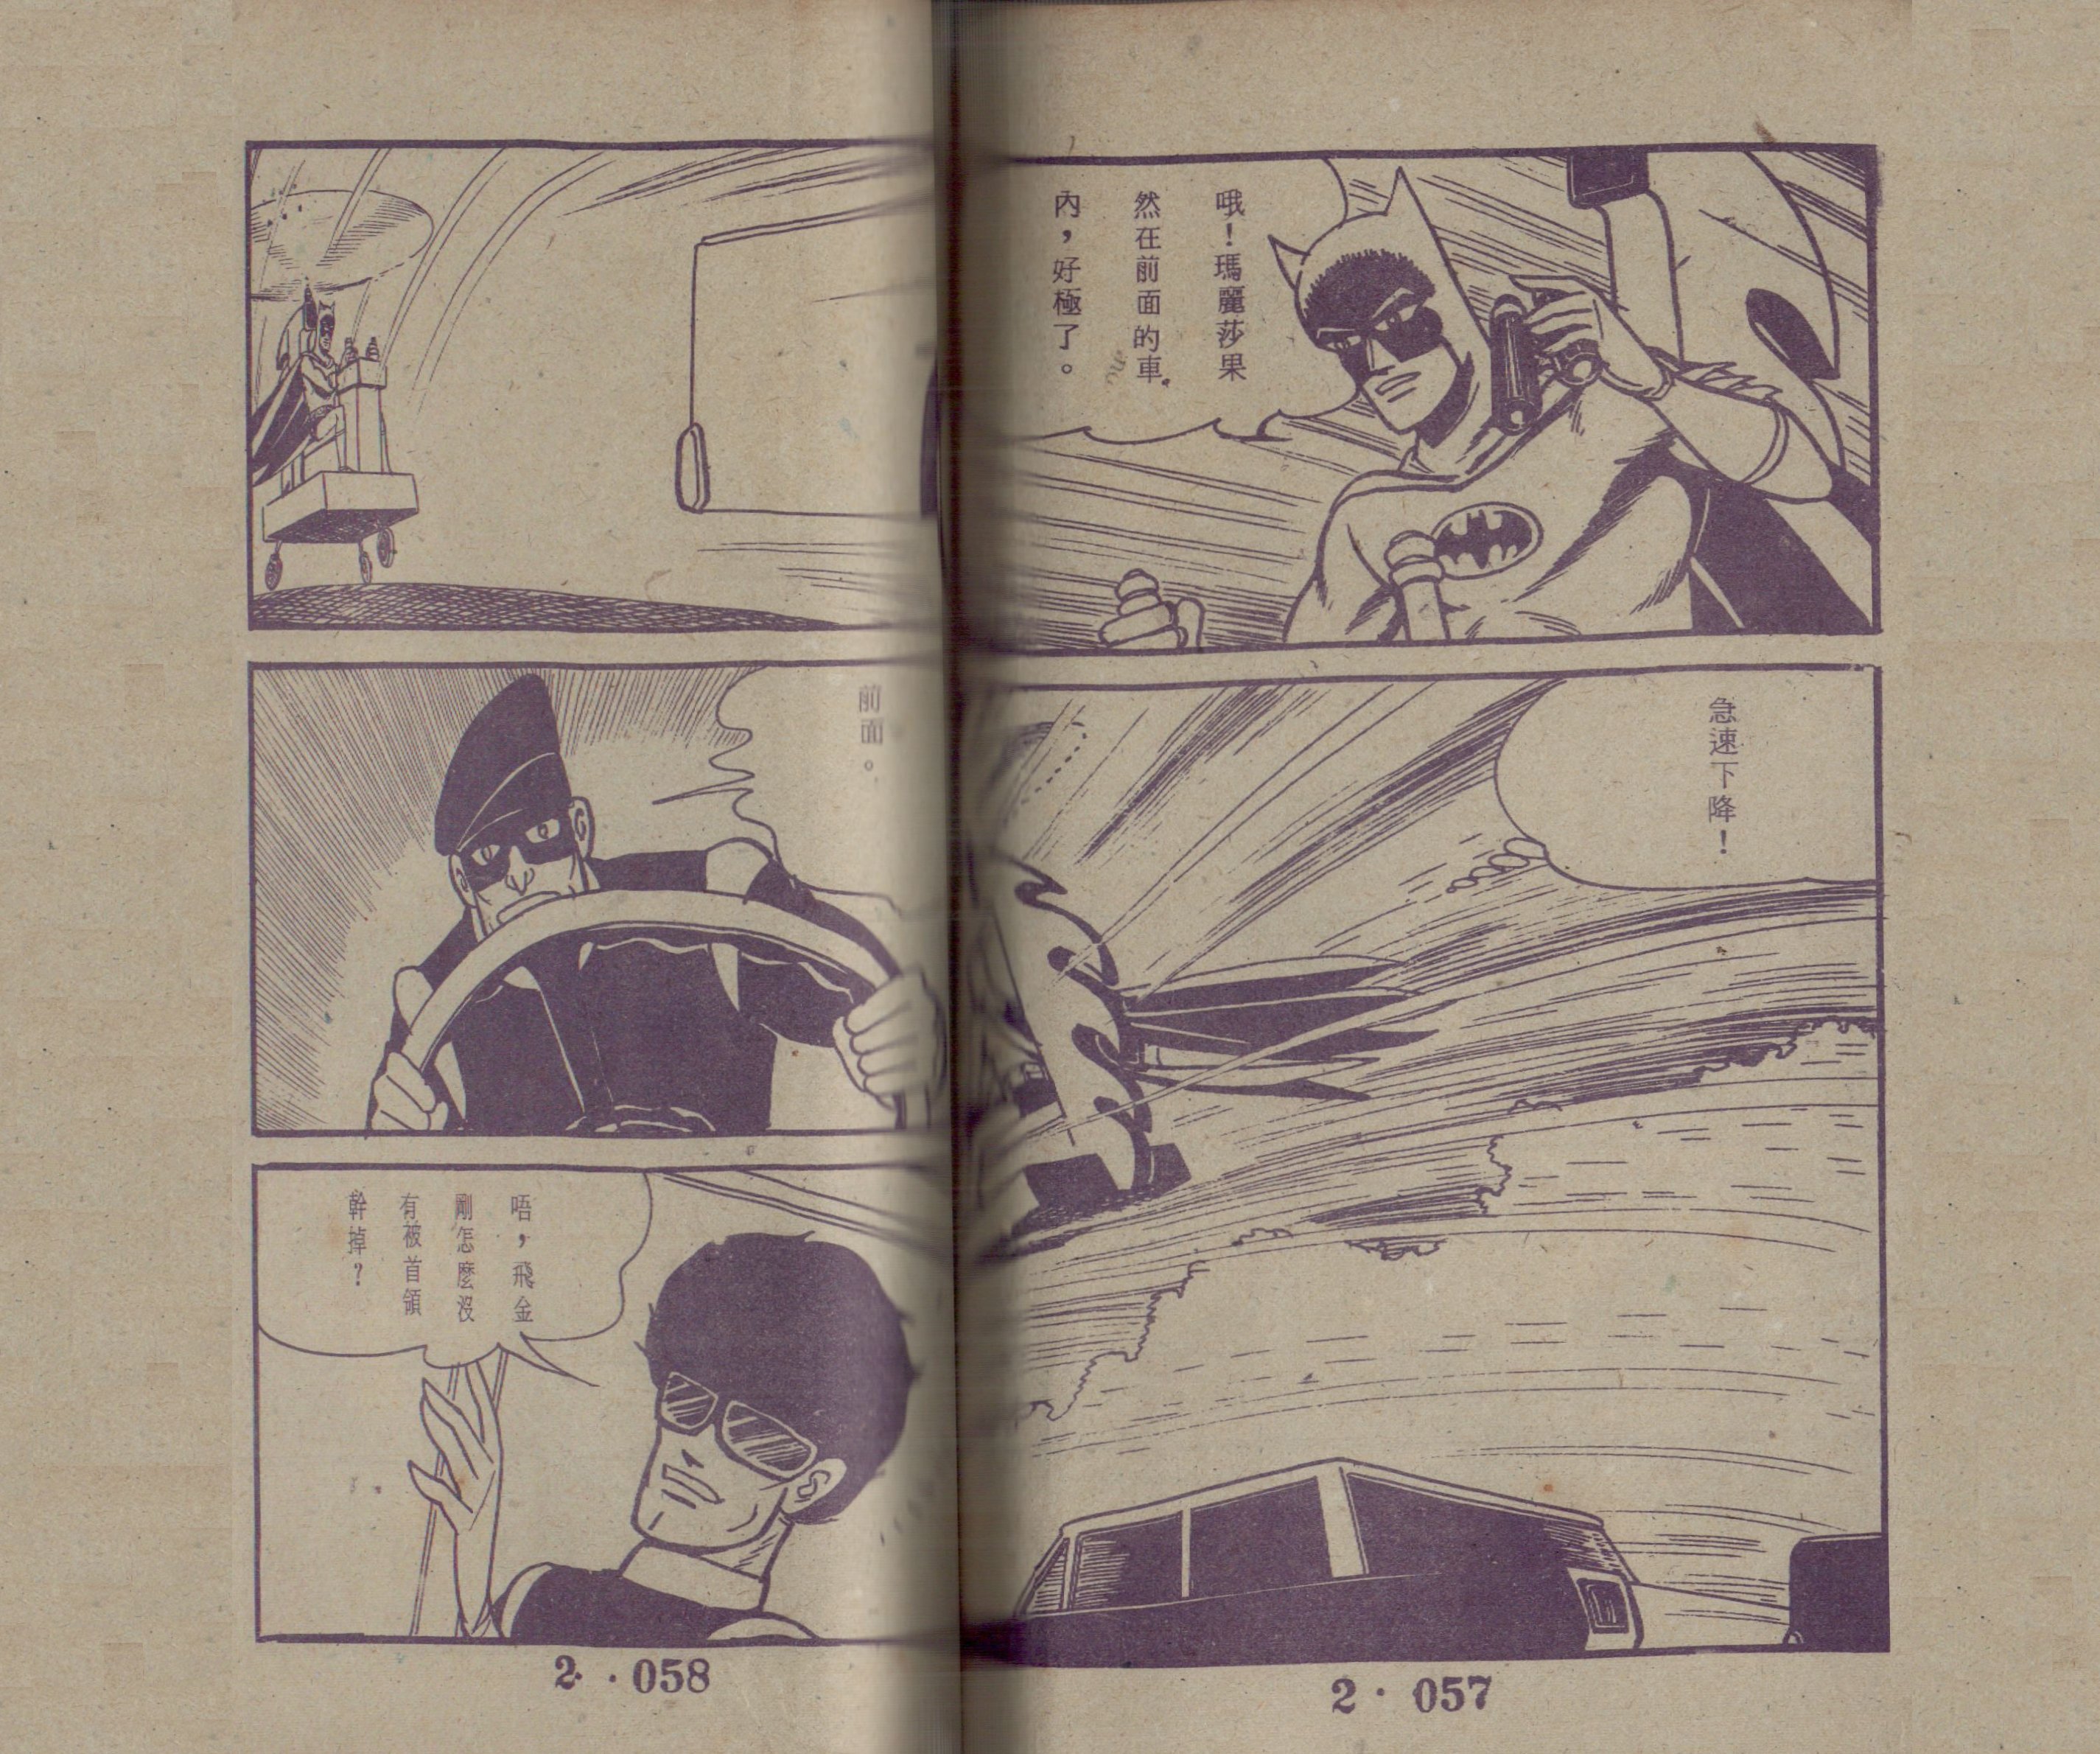 哦！瑪麗莎果
然在前面的車
內，好極了。
急速下降！
2·057
前面。
唔，飛金
剛怎麼沒
有被首領
幹掉？
2·058